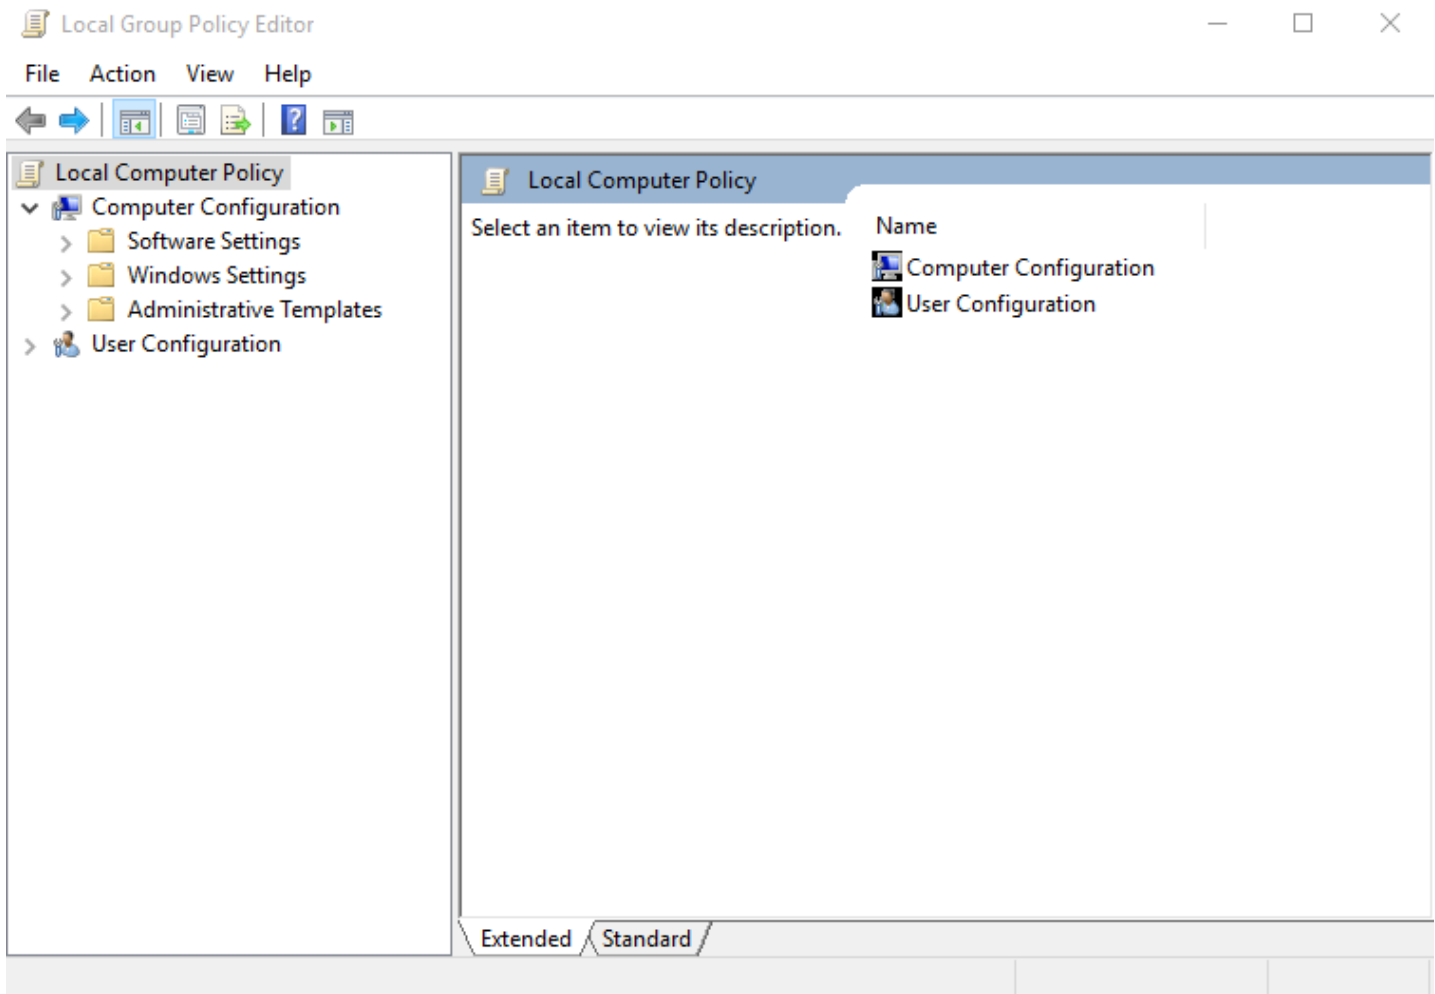 Local Group Policy Editor
File Action View Help
Local Computer Policy
Computer Configuration
Software Settings
Windows Settings
Administrative Templates
User Configuration
Local Computer Policy
Select an item to view its description.
Name
Computer Configuration
User Configuration
Extended Standard